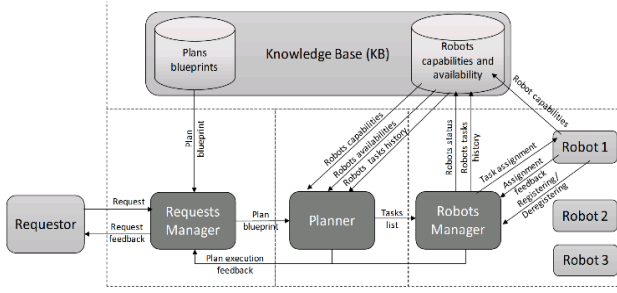 Knowledge Base (KB)
Plans
blueprints
Robots
capabilities and
availability
Plan
blueprint
Robots capabilities
Robots availabilities
Robots tasks history
Robots status
Robots tasks
history
Robot capabilities
Task assignment
Assignment
feedback
Registering/
Deregistering
Robot 1
Robot 2
Robot 3
Requestor
Request
Request
feedback
Requests
Manager
Plan
blueprint
Planner
Tasks
list
Robots
Manager
Plan execution
feedback